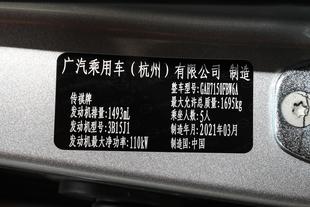 广汽乘用车（杭州）有限公司 制造
整车型号：GAH7150FBW6A
传祺牌 最大允许总质量：1695kg
发动机排量：1493mL 乘坐人数：5人
发动机型号：3B15J1 制造年月：2021年03月
发动机最大净功率：110kW 制造国：中国